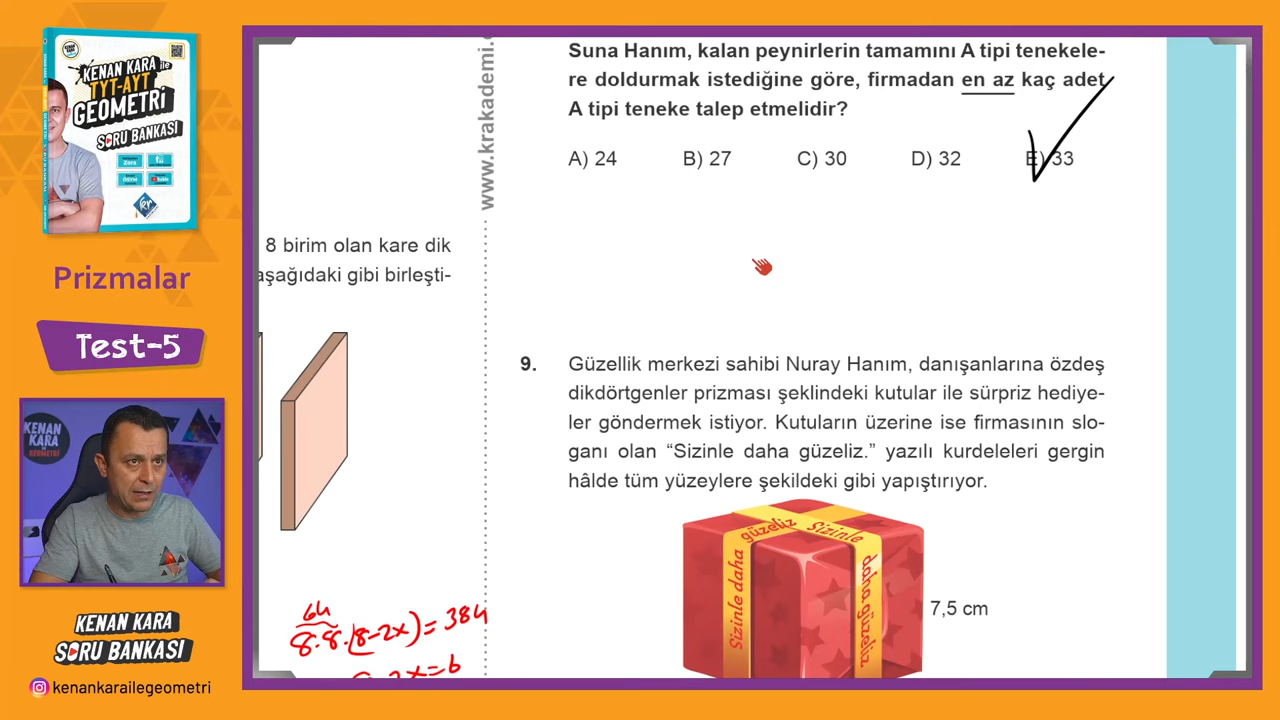 KENAN KARA ile
TYT-AYT
GEOMETRİ
SORU BANKASI
Prizmalar
Test-5
KENAN
KARA
GEOMETRİ
KENAN KARA
SORU BANKASI
kenankarailegeometri
8 birim olan kare dik
aşağıdaki gibi birleşti-
64
8.8.(8-2x)=384
2x=6
www.krakademi.c
Suna Hanım, kalan peynirlerin tamamını A tipi tenekele-
re doldurmak istediğine göre, firmadan en az kaç adet
A tipi teneke talep etmelidir?
A) 24 B) 27 C) 30 D) 32 E) 33
9. Güzellik merkezi sahibi Nuray Hanım, danışanlarına özdeş
dikdörtgenler prizması şeklindeki kutular ile sürpriz hediye-
ler göndermek istiyor. Kutuların üzerine ise firmasının slo-
ganı olan “Sizinle daha güzeliz.” yazılı kurdeleleri gergin
hâlde tüm yüzeylere şekildeki gibi yapıştırıyor.
Sizinle daha güzeliz
Sizinle daha güzeliz.
7,5 cm